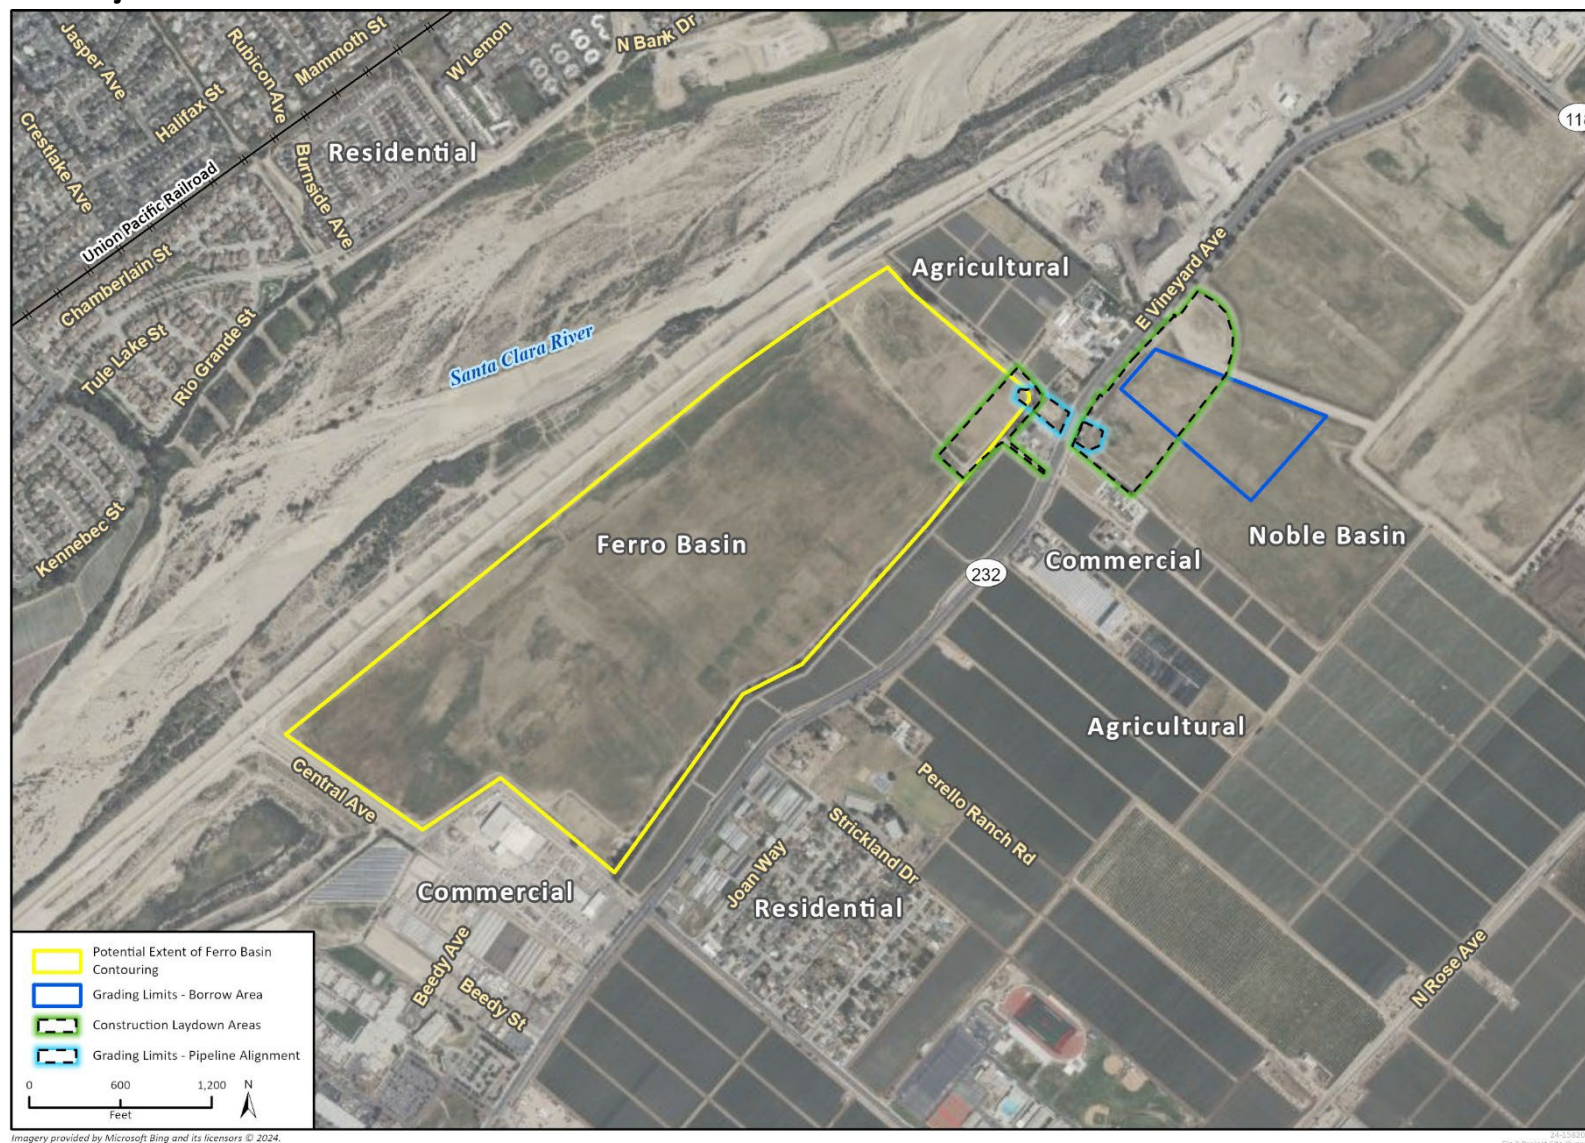 Jasper Ave
Mammoth St
Rubicon Ave
W Lemon
N Bank Dr
Halifax St
Crestlake Ave
118
Burnside Ave
Residential
Union Pacific Railroad
Chamberlain St
Agricultural
E Vineyard Ave
Tule Lake St
Rio Grande St
Santa Clara River
Kennebec St
Ferro Basin
Noble Basin
Commercial
232
Agricultural
Central Ave
Perello Ranch Rd
Strickland Dr
Joan Way
Commercial
Residential
Beedy Ave
Beedy St
N Rose Ave
Potential Extent of Ferro Basin
Contouring
Grading Limits - Borrow Area
Construction Laydown Areas
Grading Limits - Pipeline Alignment
0 600 1,200 N
Feet
Imagery provided by Microsoft Bing and its licensors © 2024.